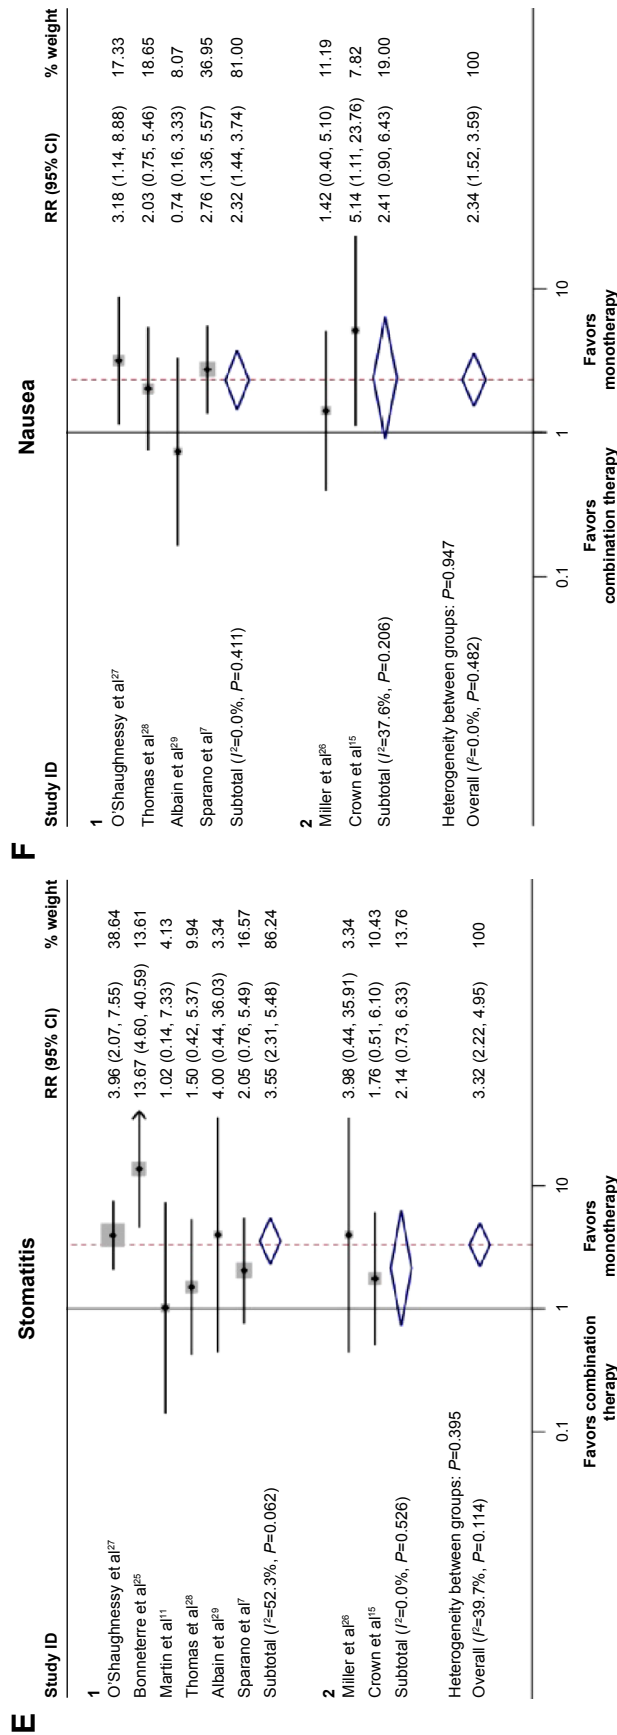 E
Stomatitis
Study ID RR (95% CI) % weight
1
O'Shaughnessy et al27 3.96 (2.07, 7.55) 38.64
Bonneterre et al25 13.67 (4.60, 40.59) 13.61
Martin et al11 1.02 (0.14, 7.33) 4.13
Thomas et al28 1.50 (0.42, 5.37) 9.94
Albain et al29 4.00 (0.44, 36.03) 3.34
Sparano et al7 2.05 (0.76, 5.49) 16.57
Subtotal (I²=52.3%, P=0.062) 3.55 (2.31, 5.48) 86.24
2
Miller et al26 3.98 (0.44, 35.91) 3.34
Crown et al15 1.76 (0.51, 6.10) 10.43
Subtotal (I²=0.0%, P=0.526) 2.14 (0.73, 6.33) 13.76
Heterogeneity between groups: P=0.395
Overall (I²=39.7%, P=0.114) 3.32 (2.22, 4.95) 100
0.1 1 10
Favors combination Favors
therapy monotherapy
F
Nausea
Study ID RR (95% CI) % weight
1
O'Shaughnessy et al27 3.18 (1.14, 8.88) 17.33
Thomas et al28 2.03 (0.75, 5.46) 18.65
Albain et al29 0.74 (0.16, 3.33) 8.07
Sparano et al7 2.76 (1.36, 5.57) 36.95
Subtotal (I²=0.0%, P=0.411) 2.32 (1.44, 3.74) 81.00
2
Miller et al26 1.42 (0.40, 5.10) 11.19
Crown et al15 5.14 (1.11, 23.76) 7.82
Subtotal (I²=37.6%, P=0.206) 2.41 (0.90, 6.43) 19.00
Heterogeneity between groups: P=0.947
Overall (I²=0.0%, P=0.482) 2.34 (1.52, 3.59) 100
0.1 1 10
Favors Favors
combination therapy monotherapy